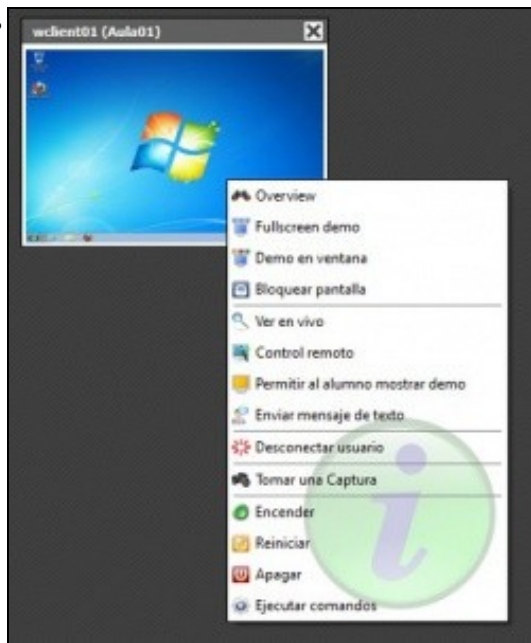 wclient01 (Aula01)
Overview
Fullscreen demo
Demo en ventana
Bloquear pantalla
Ver en vivo
Control remoto
Permitir al alumno mostrar demo
Enviar mensaje de texto
Desconectar usuario
Tomar una Captura
Encender
Reiniciar
Apagar
Ejecutar comandos